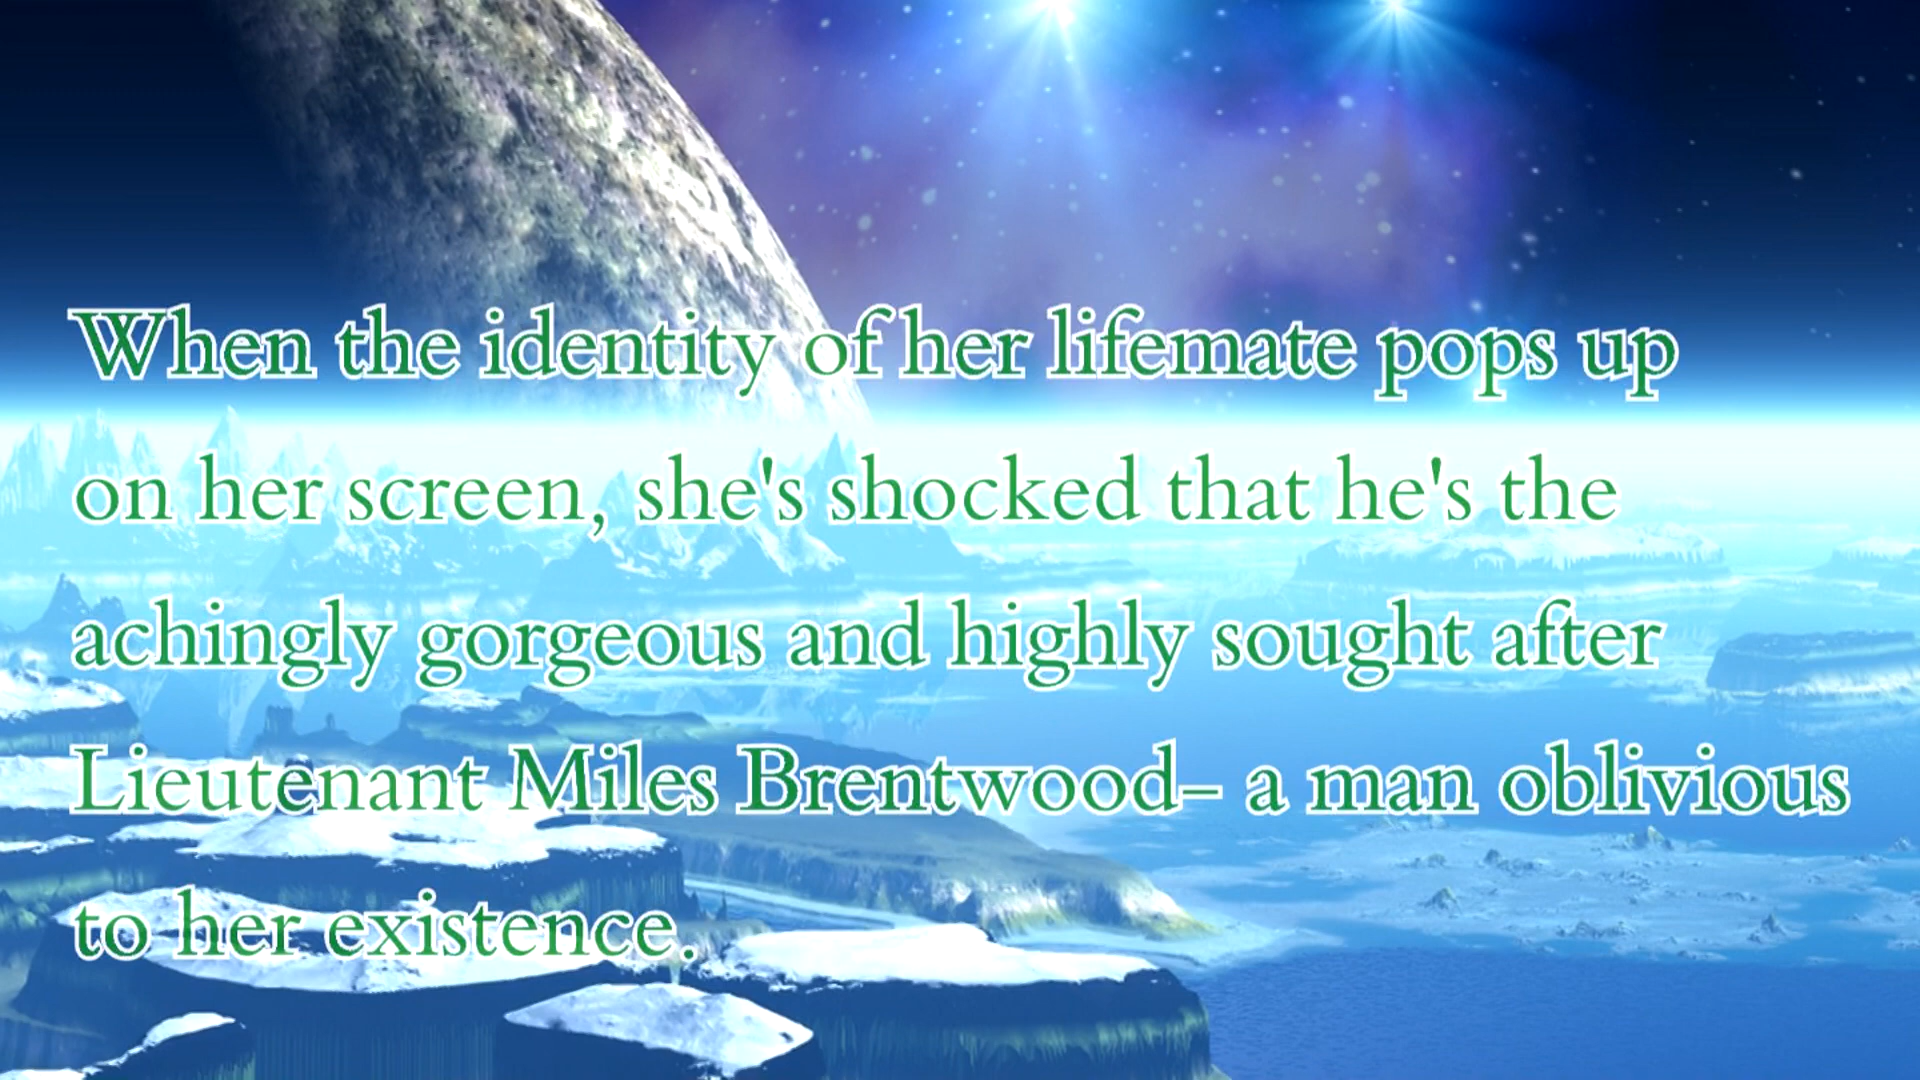 When the identity of her lifemate pops up
on her screen, she's shocked that he's the
achingly gorgeous and highly sought after
Lieutenant Miles Brentwood– a man oblivious
to her existence.